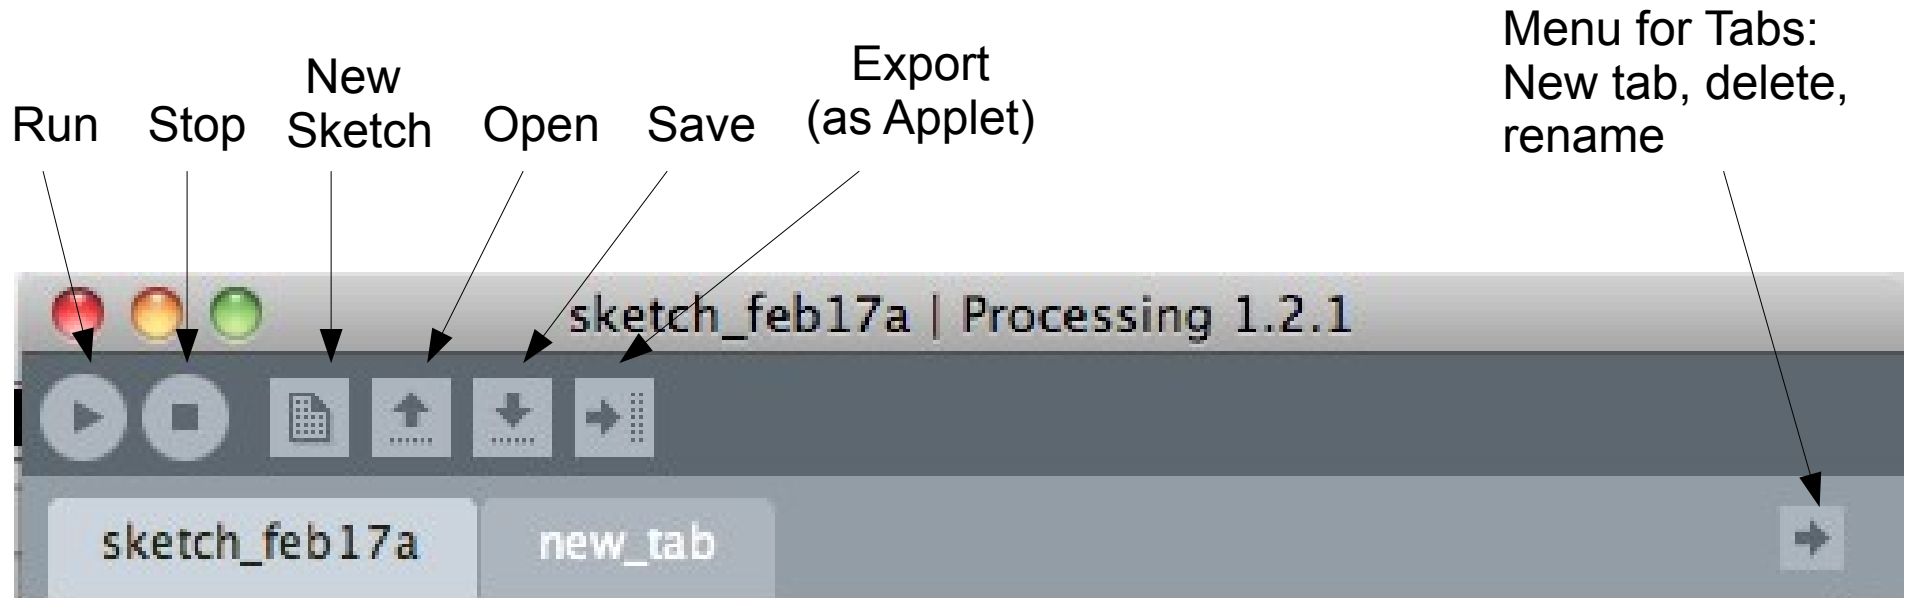 Run
Stop
New
Sketch
Open
Save
Export
(as Applet)
Menu for Tabs:
New tab, delete,
rename
sketch_feb17a | Processing 1.2.1
sketch_feb17a
new_tab